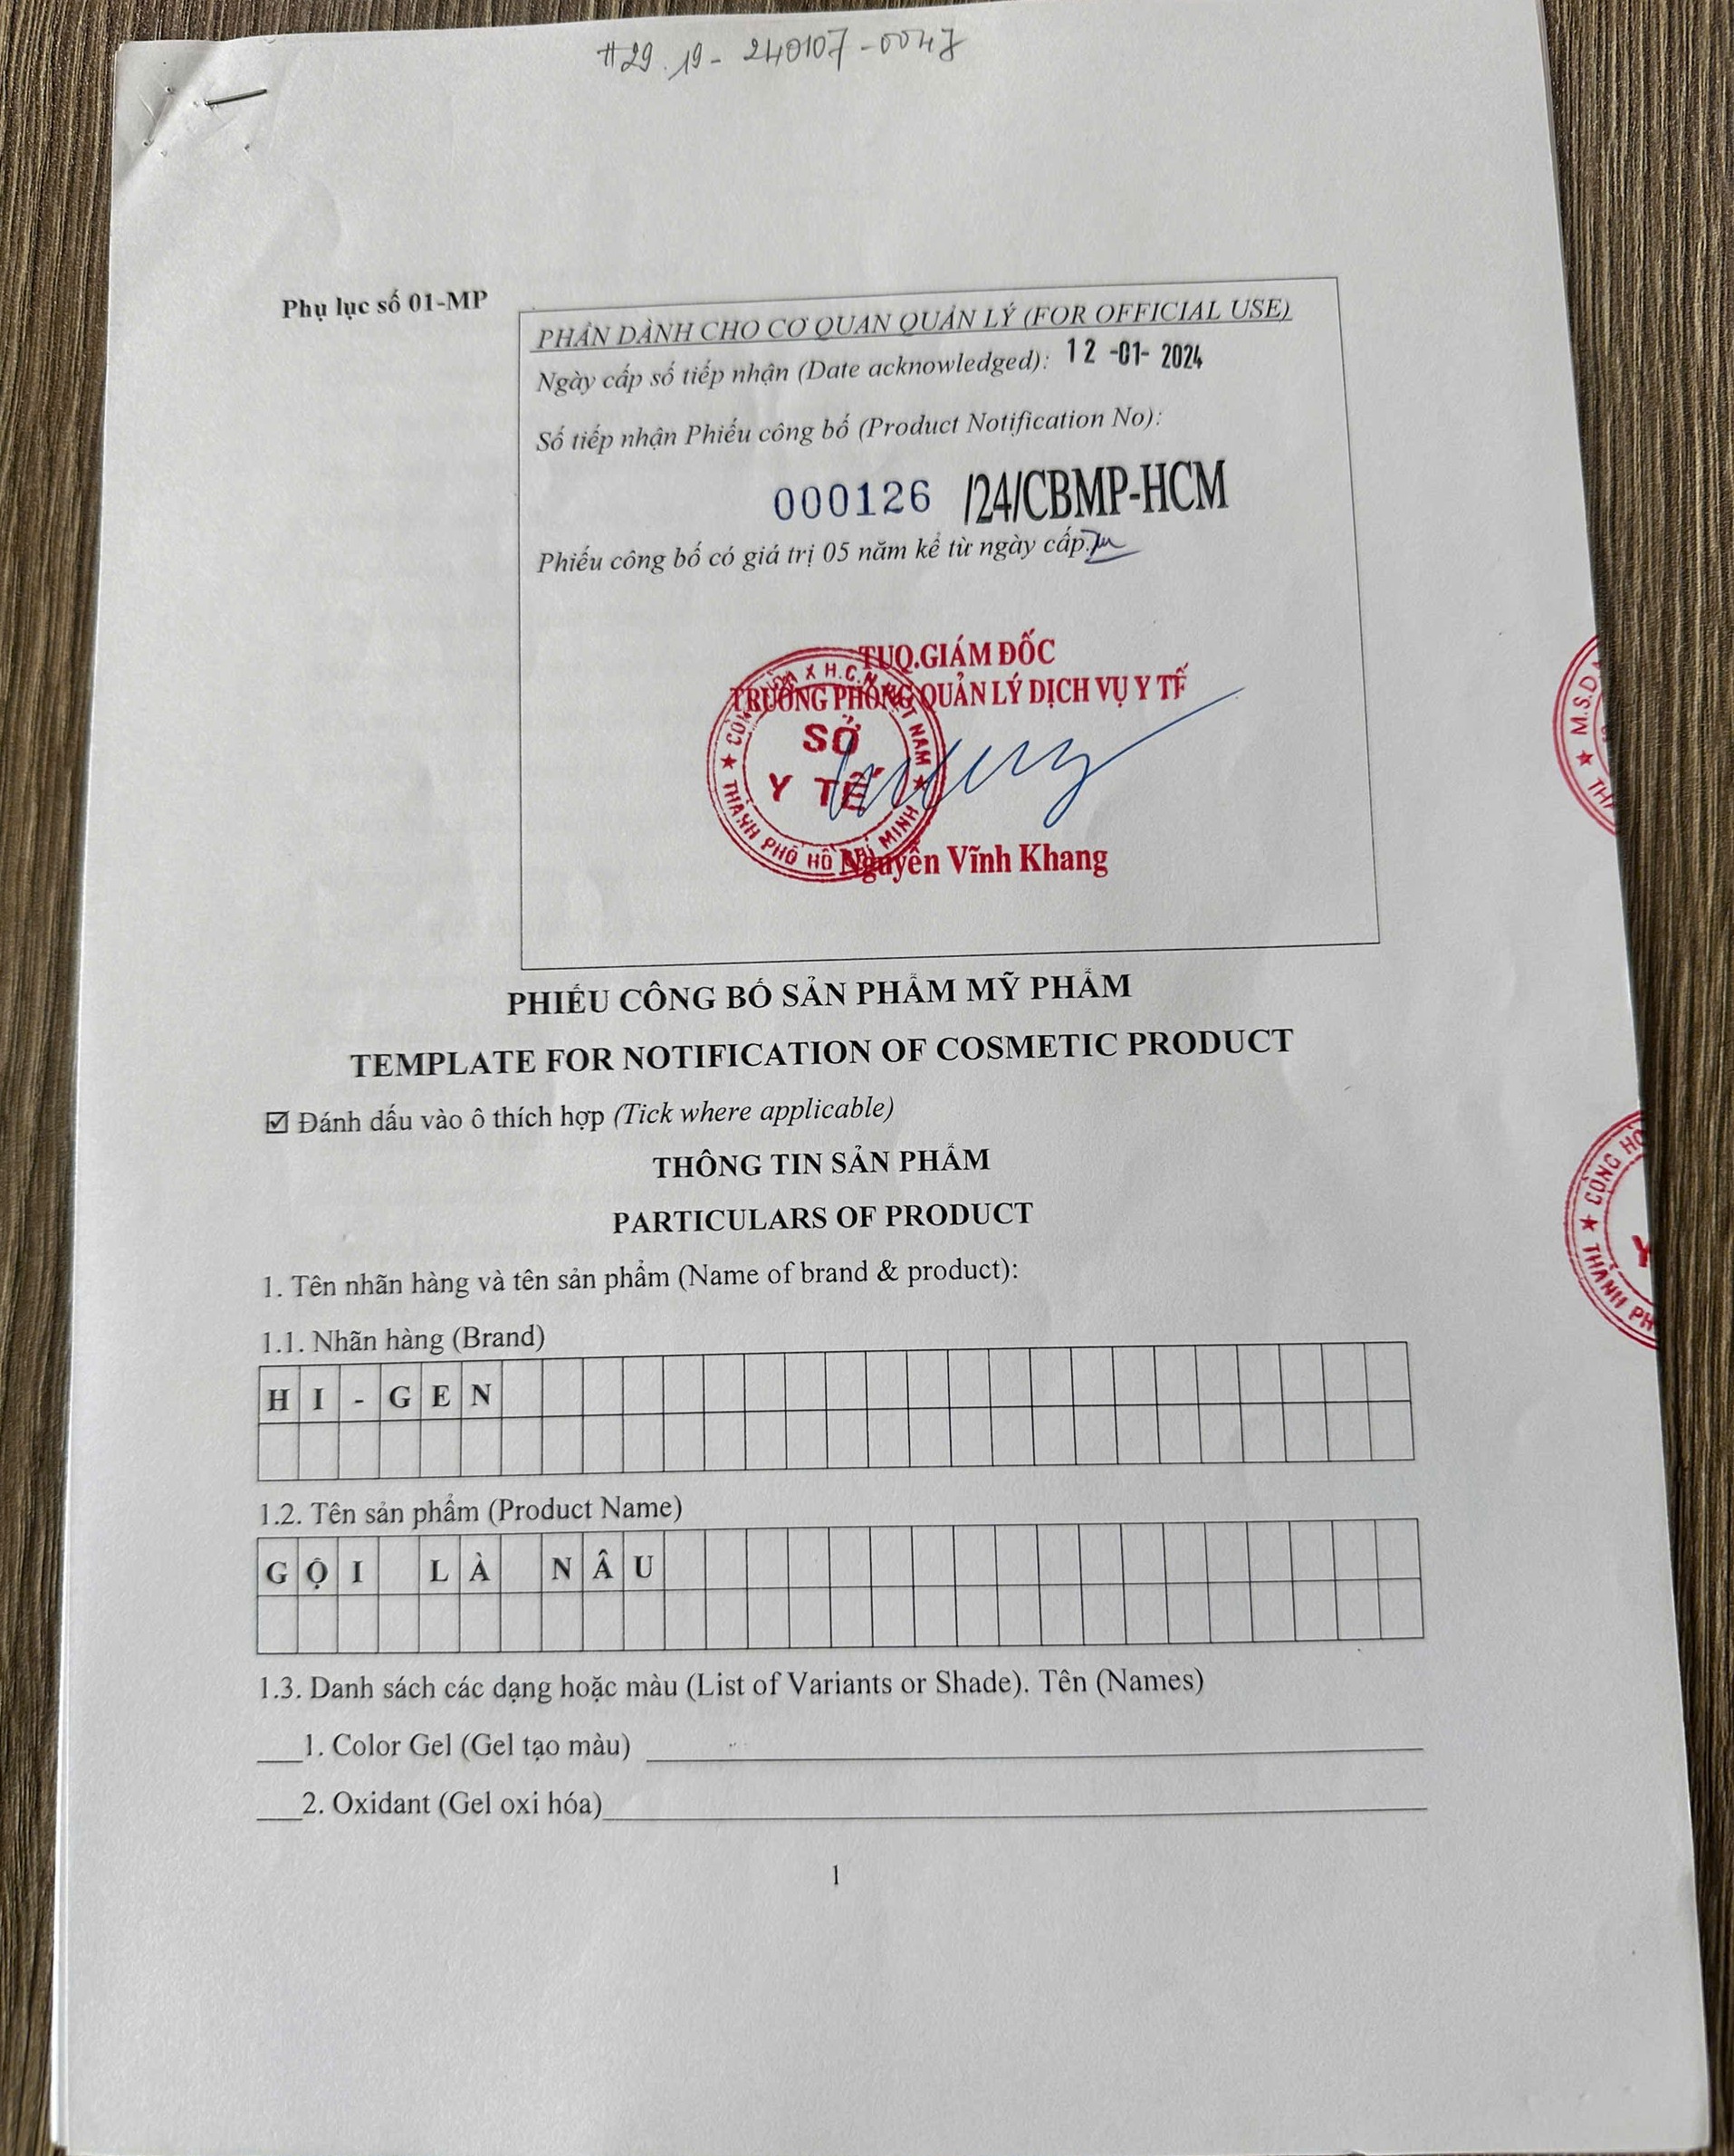 #29.19-240107-0047
Phụ lục số 01-MP
PHẦN DÀNH CHO CƠ QUAN QUẢN LÝ (FOR OFFICIAL USE)
Ngày cấp số tiếp nhận (Date acknowledged): 12 -01- 2024
Số tiếp nhận Phiếu công bố (Product Notification No):
000126 /24/CBMP-HCM
Phiếu công bố có giá trị 05 năm kể từ ngày cấp.
TUQ.GIÁM ĐỐC
TRƯỞNG PHÒNG QUẢN LÝ DỊCH VỤ Y TẾ
SỞ
Y TẾ
THÀNH PHỐ HỒ CHÍ MINH
Nguyễn Vĩnh Khang
PHIẾU CÔNG BỐ SẢN PHẨM MỸ PHẨM
TEMPLATE FOR NOTIFICATION OF COSMETIC PRODUCT
☑ Đánh dấu vào ô thích hợp (Tick where applicable)
THÔNG TIN SẢN PHẨM
PARTICULARS OF PRODUCT
1. Tên nhãn hàng và tên sản phẩm (Name of brand & product):
1.1. Nhãn hàng (Brand)
HI-GEN
1.2. Tên sản phẩm (Product Name)
GỘI LÀ NÂU
1.3. Danh sách các dạng hoặc màu (List of Variants or Shade). Tên (Names)
1. Color Gel (Gel tạo màu)
2. Oxidant (Gel oxi hóa)
1